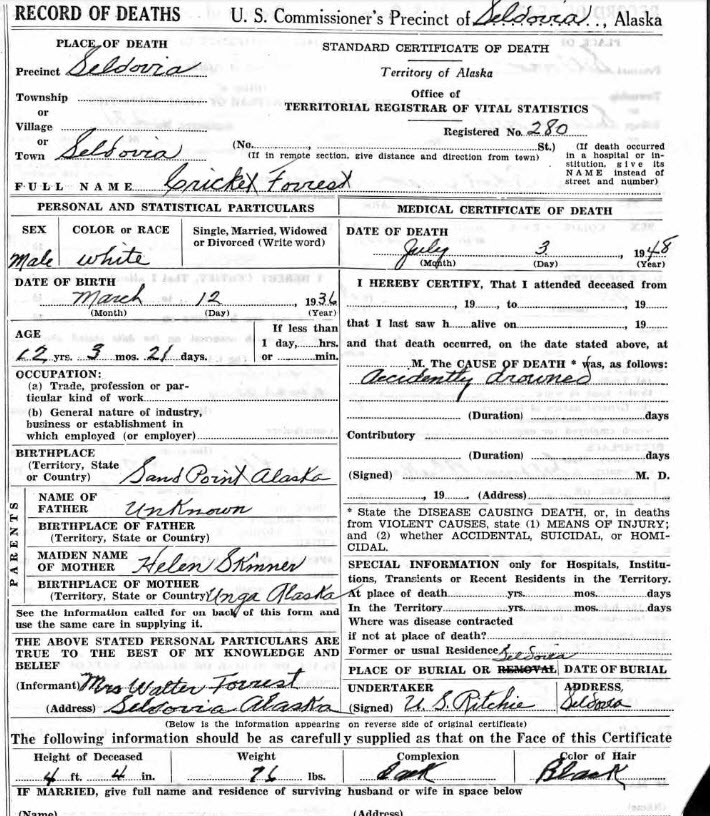 RECORD OF DEATHS U. S. Commissioner's Precinct of Seldovia, Alaska
PLACE OF DEATH
Precinct Seldovia
Township
or
Village
or
Town Seldovia
STANDARD CERTIFICATE OF DEATH
Territory of Alaska
Office of
TERRITORIAL REGISTRAR OF VITAL STATISTICS
Registered No. 280
(No. , St.)
(If in remote section, give distance and direction from town)
(If death occurred
in a hospital or in-
stitution, give its
NAME instead of
street and number)
FULL NAME Cricket Forrest
PERSONAL AND STATISTICAL PARTICULARS
SEX
Male
COLOR or RACE
white
Single, Married, Widowed
or Divorced (Write word)
DATE OF BIRTH
March 12, 1936
(Month) (Day) (Year)
AGE
12 yrs. 3 mos. 21 days.
If less than
1 day, hrs.
or min.
OCCUPATION:
(a) Trade, profession or par-
ticular kind of work
(b) General nature of industry,
business or establishment in
which employed (or employer)
BIRTHPLACE
(Territory, State
or Country) Sand Point Alaska
PARENTS
NAME OF
FATHER Unknown
BIRTHPLACE OF FATHER
(Territory, State or Country)
MAIDEN NAME
OF MOTHER Helen Skinner
BIRTHPLACE OF MOTHER
(Territory, State or Country) Unga Alaska
See the information called for on back of this form and
use the same care in supplying it.
THE ABOVE STATED PERSONAL PARTICULARS ARE
TRUE TO THE BEST OF MY KNOWLEDGE AND
BELIEF
(Informant) Mrs Walter Forrest
(Address) Seldovia Alaska
MEDICAL CERTIFICATE OF DEATH
DATE OF DEATH
July 3 1948
(Month) (Day) (Year)
I HEREBY CERTIFY, That I attended deceased from
, 19 , to , 19
that I last saw h alive on , 19
and that death occurred, on the date stated above, at
M. The CAUSE OF DEATH * was, as follows:
Accidently drowned
(Duration) days
Contributory
(Duration) days
(Signed) M. D.
, 19 (Address)
* State the DISEASE CAUSING DEATH, or, in deaths
from VIOLENT CAUSES, state (1) MEANS OF INJURY;
and (2) whether ACCIDENTAL, SUICIDAL, or HOMI-
CIDAL.
SPECIAL INFORMATION only for Hospitals, Institu-
tions, Transients or Recent Residents in the Territory.
At place of death yrs. mos. days
In the Territory yrs. mos. days
Where was disease contracted
if not at place of death?
Former or usual Residence Seldovia
PLACE OF BURIAL OR REMOVAL DATE OF BURIAL
UNDERTAKER
(Signed) U. S. Ritchie
ADDRESS,
Seldovia
(Below is the information appearing on reverse side of original certificate)
The following information should be as carefully supplied as that on the Face of this Certificate
Height of Deceased Weight Complexion Color of Hair
4 ft. 4 in. 76 lbs. Dark Black
IF MARRIED, give full name and residence of surviving husband or wife in space below
(Name) (Address)